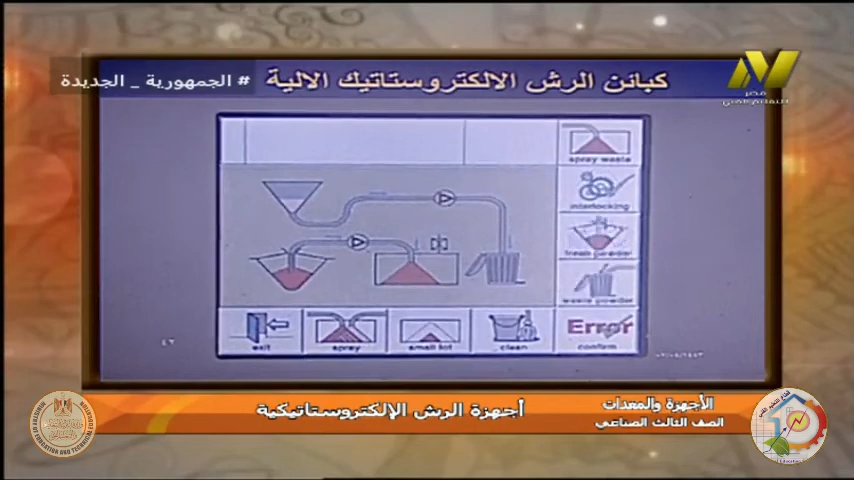 كبائن الرش الالكتروستاتيك الالية
# الجمهورية _ الجديدة
مصر
spray waste
interlocking
fresh powder
waste powder
exit
spray
small lot
clean
Error
confirm
٤٦
الأجهزة والمعدات
أجهزة الرش الإلكتروستاتيكية
الصف الثالث الصناعي